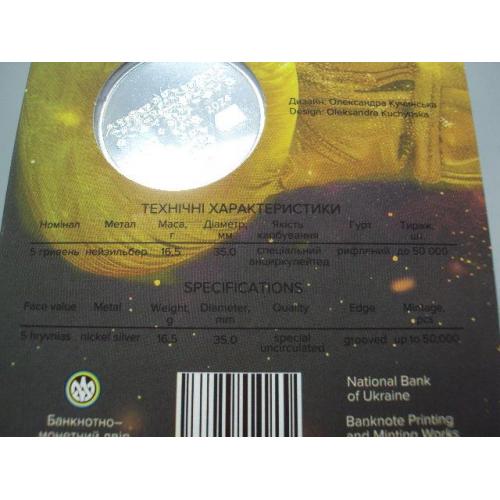 2024
Дизайн: Олександра Кучинська
Design: Oleksandra Kuchynska
ТЕХНІЧНІ ХАРАКТЕРИСТИКИ
Номінал Метал Маса, г Діаметр, мм Якість карбування Гурт Тираж, шт.
5 гривень нейзильбер 16,5 35,0 спеціальний анциркулейтед рифлений до 50 000
SPECIFICATIONS
Face value Metal Weight, g Diameter, mm Quality Edge Mintage, pcs
5 hryvnias nickel silver 16.5 35.0 special uncirculated grooved up to 50,000
Банкнотно–
монетний двір
National Bank
of Ukraine
Banknote Printing
and Minting Works